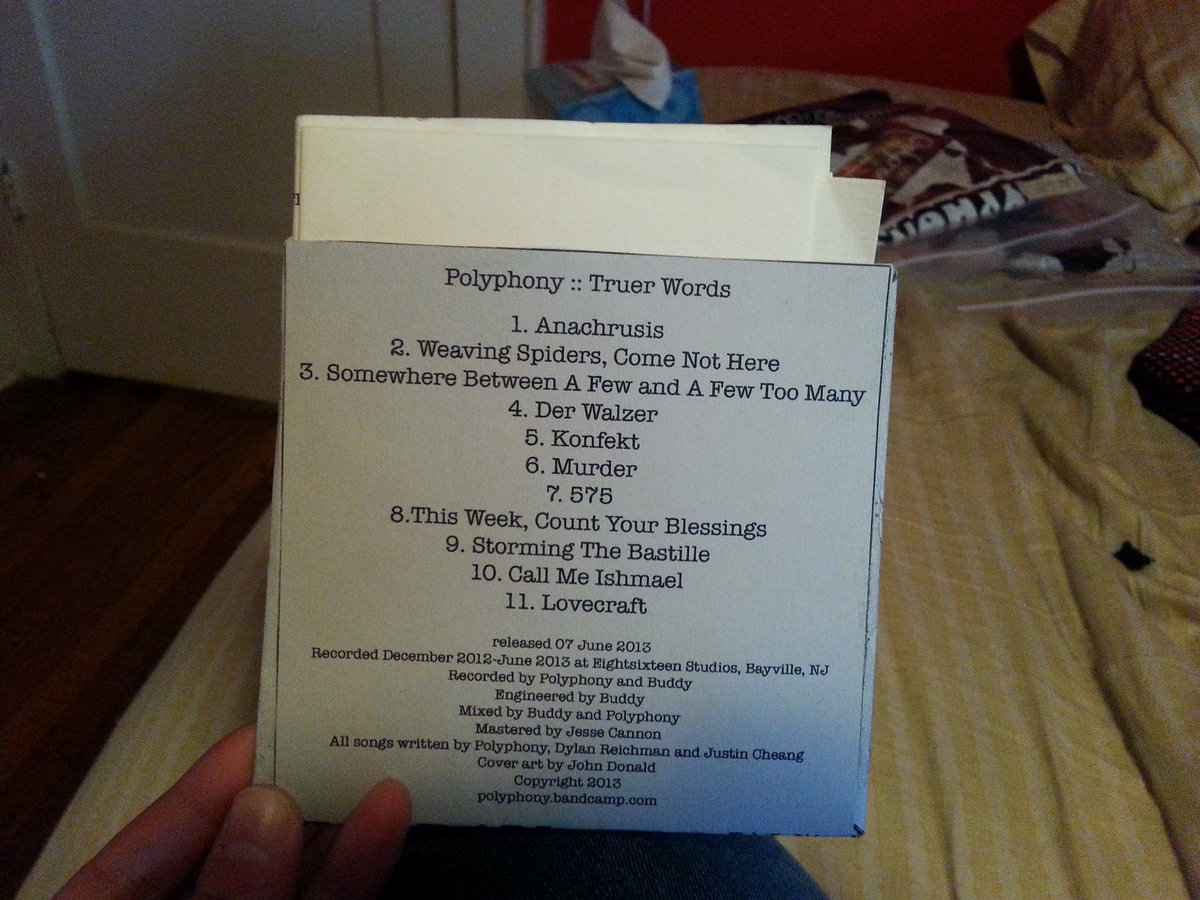 Polyphony :: Truer Words
1. Anachrusis
2. Weaving Spiders, Come Not Here
3. Somewhere Between A Few and A Few Too Many
4. Der Walzer
5. Konfekt
6. Murder
7. 575
8.This Week, Count Your Blessings
9. Storming The Bastille
10. Call Me Ishmael
11. Lovecraft
released 07 June 2013
Recorded December 2012-June 2013 at Eightsixteen Studios, Bayville, NJ
Recorded by Polyphony and Buddy
Engineered by Buddy
Mixed by Buddy and Polyphony
Mastered by Jesse Cannon
All songs written by Polyphony, Dylan Reichman and Justin Cheang
Cover art by John Donald
Copyright 2013
polyphony.bandcamp.com